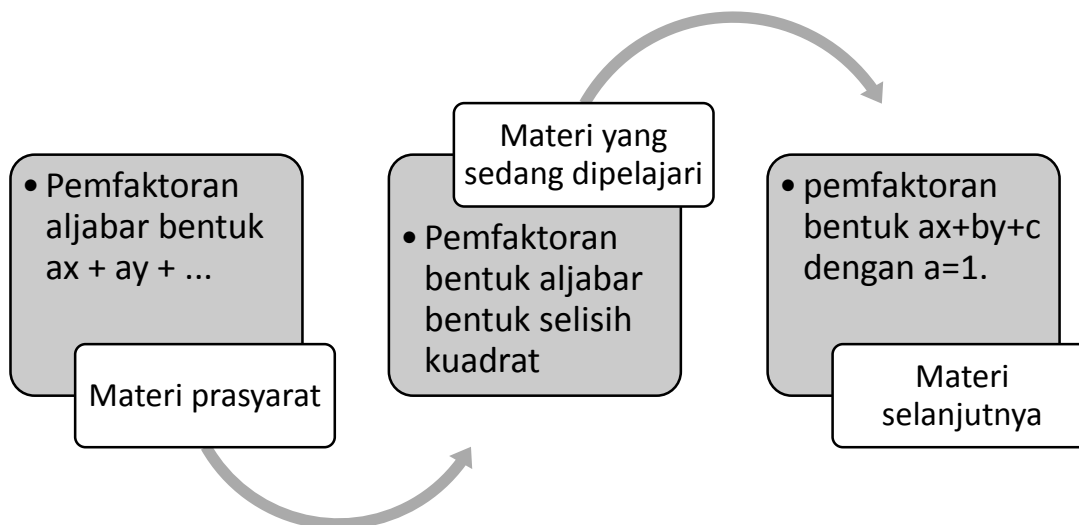 • Pemfaktoran
aljabar bentuk
ax + ay + ...
Materi prasyarat
Materi yang
sedang dipelajari
• Pemfaktoran
bentuk aljabar
bentuk selisih
kuadrat
• pemfaktoran
bentuk ax+by+c
dengan a=1.
Materi
selanjutnya